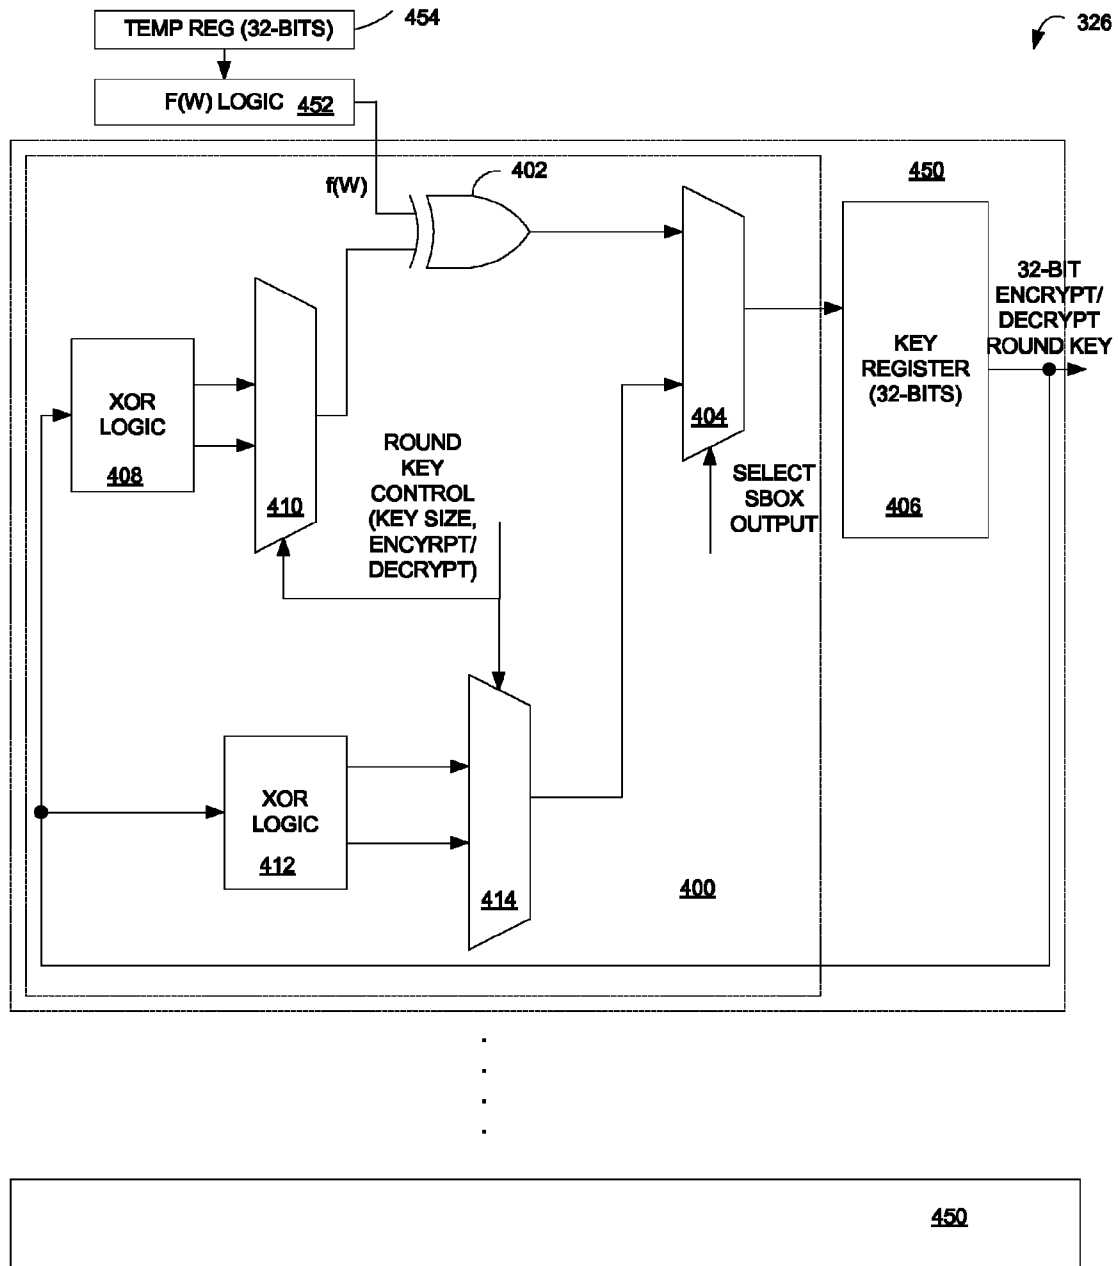 TEMP REG (32-BITS)
454
326
F(W) LOGIC 452
f(W)
402
450
32-BIT
ENCRYPT/
DECRYPT
ROUND KEY
KEY
REGISTER
(32-BITS)
406
XOR
LOGIC
408
410
404
ROUND
KEY
CONTROL
(KEY SIZE,
ENCYRPT/
DECRYPT)
SELECT
SBOX
OUTPUT
XOR
LOGIC
412
414
400
450